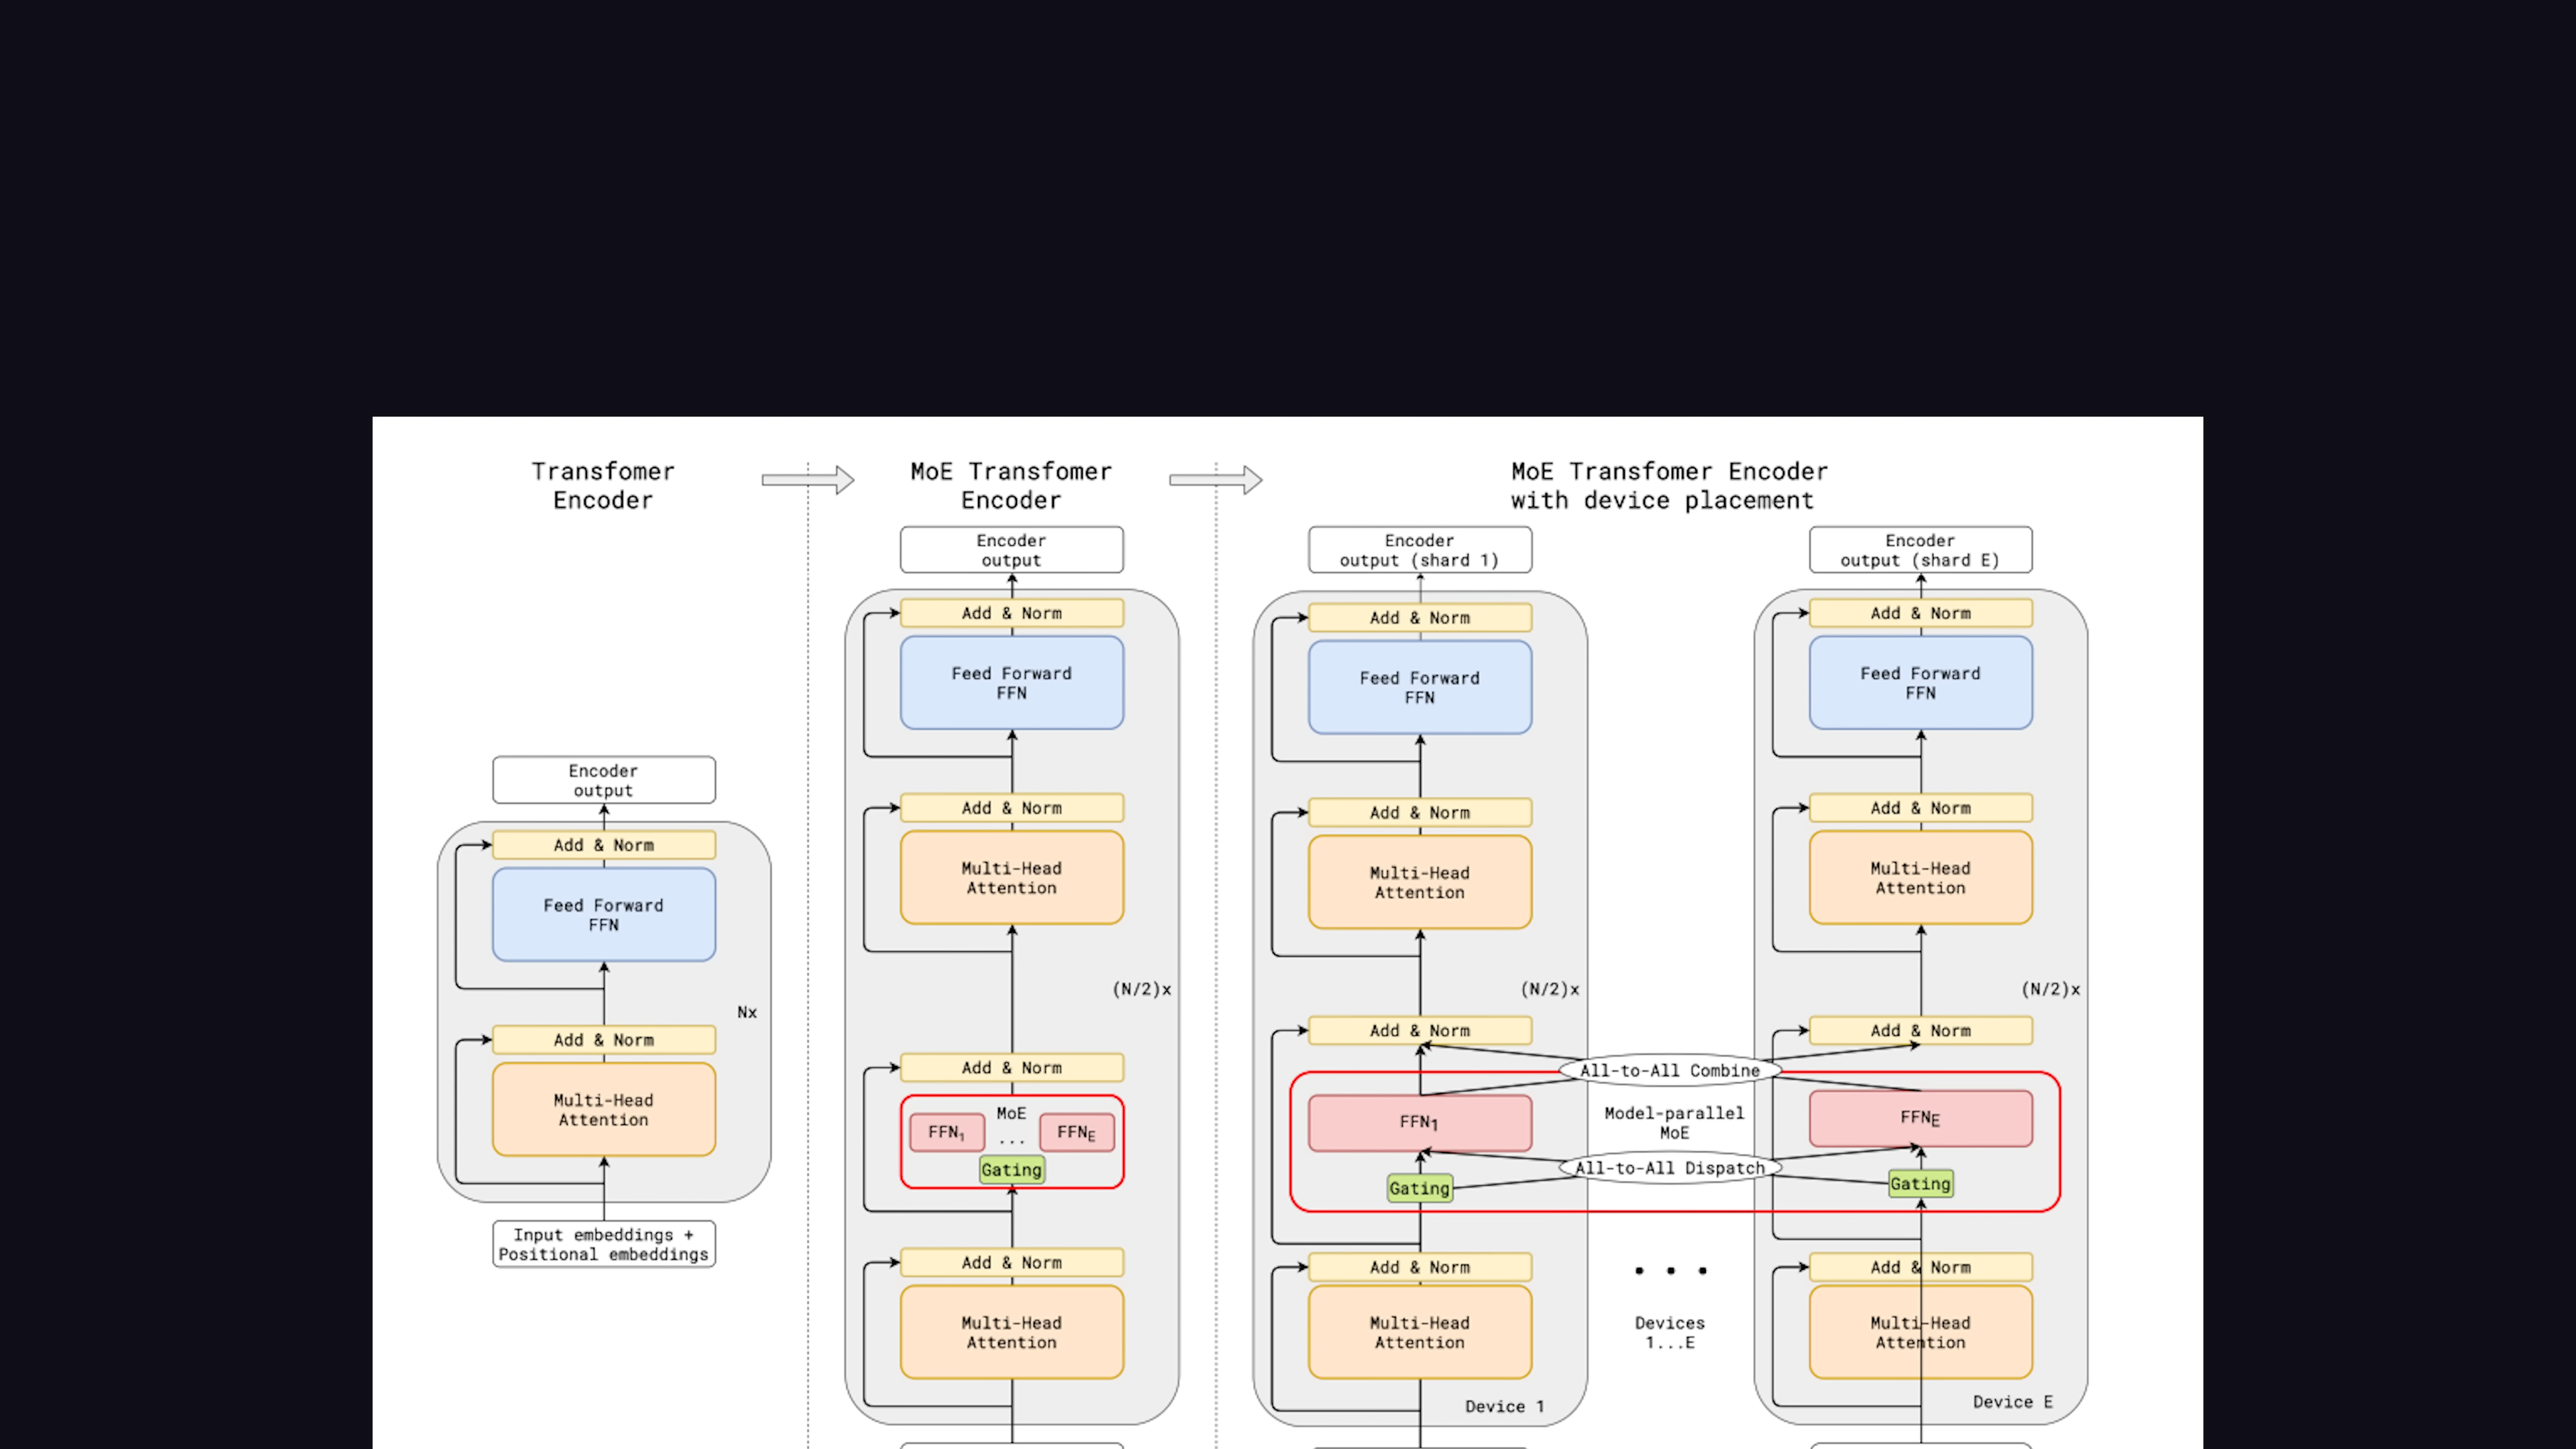 Transfomer
Encoder
Encoder
output
Add & Norm
Feed Forward
FFN
Nx
Add & Norm
Multi-Head
Attention
Input embeddings +
Positional embeddings
MoE Transfomer
Encoder
Encoder
output
Add & Norm
Feed Forward
FFN
Add & Norm
Multi-Head
Attention
(N/2)x
Add & Norm
MoE
FFN1 ... FFNE
Gating
Add & Norm
Multi-Head
Attention
MoE Transfomer Encoder
with device placement
Encoder
output (shard 1)
Add & Norm
Feed Forward
FFN
Add & Norm
Multi-Head
Attention
(N/2)x
Add & Norm
FFN1
Gating
Add & Norm
Multi-Head
Attention
Device 1
All-to-All Combine
Model-parallel
MoE
All-to-All Dispatch
Devices
1...E
Encoder
output (shard E)
Add & Norm
Feed Forward
FFN
Add & Norm
Multi-Head
Attention
(N/2)x
Add & Norm
FFNE
Gating
Add & Norm
Multi-Head
Attention
Device E